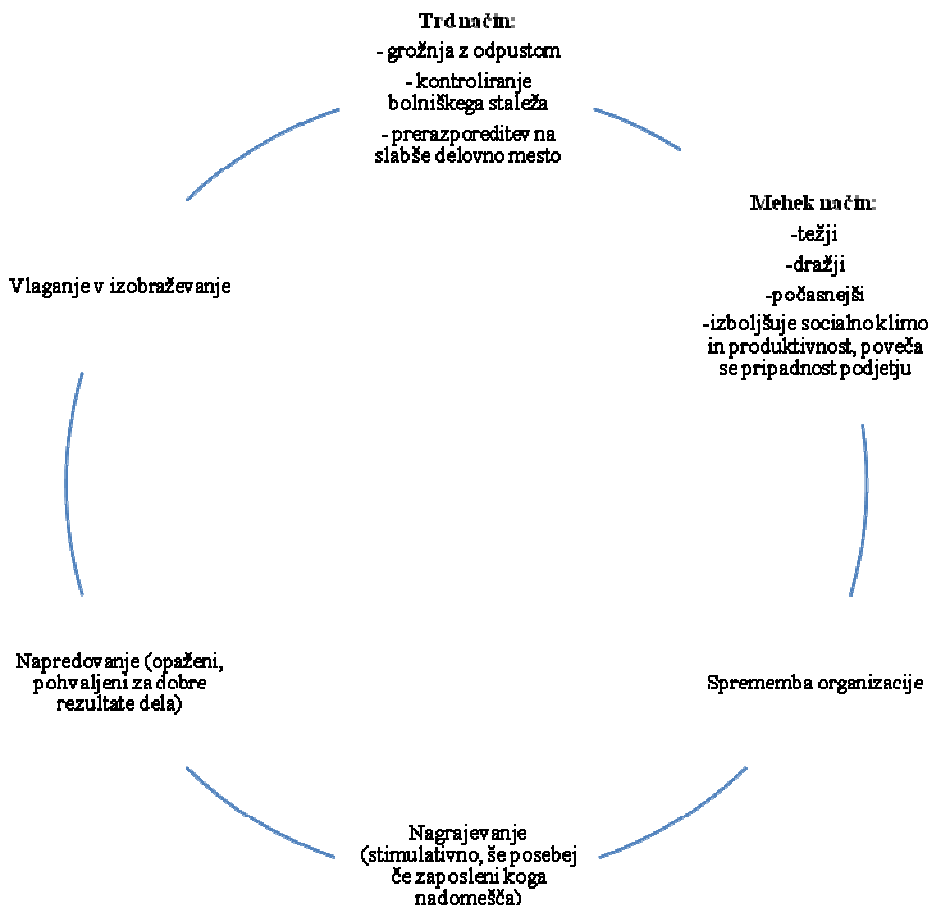 Trd način:
- grožnja z odpustom
- kontroliranje
bolniškega staleža
- prerazporeditev na
slabše delovno mesto
Mehek način:
-težji
-dražji
-počasnejši
-izboljšuje socialno klimo
in produktivnost, poveča
se pripadnost podjetju
Sprememba organizacije
Nagrajevanje
(stimulativno, še posebej
če zaposleni koga
nadomešča)
Napredovanje (opaženi,
pohvaljeni za dobre
rezultate dela)
Vlaganje v izobraževanje